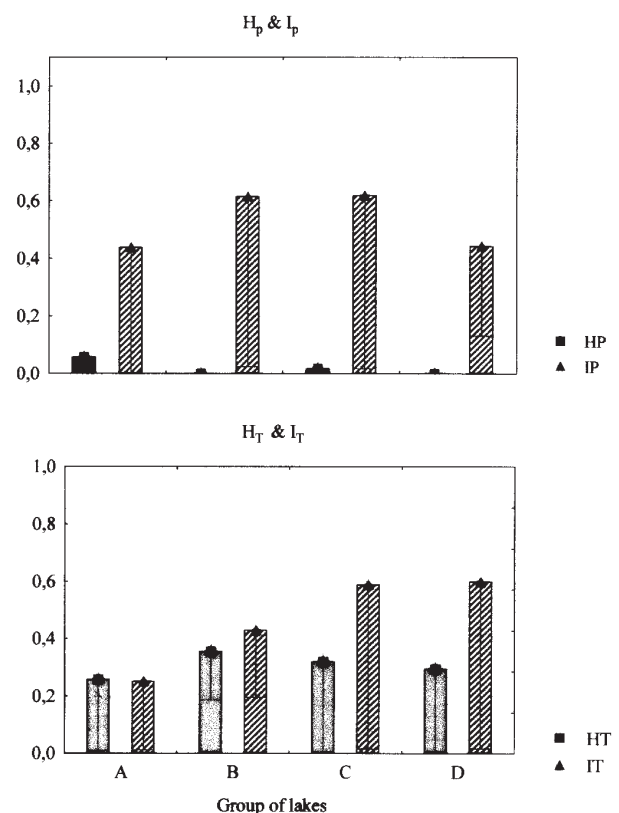 Hp & Ip
1,0
0,8
0,6
0,4
0,2
0,0
HP
IP
HT & IT
1,0
0,8
0,6
0,4
0,2
0,0
A B C D
HT
IT
Group of lakes